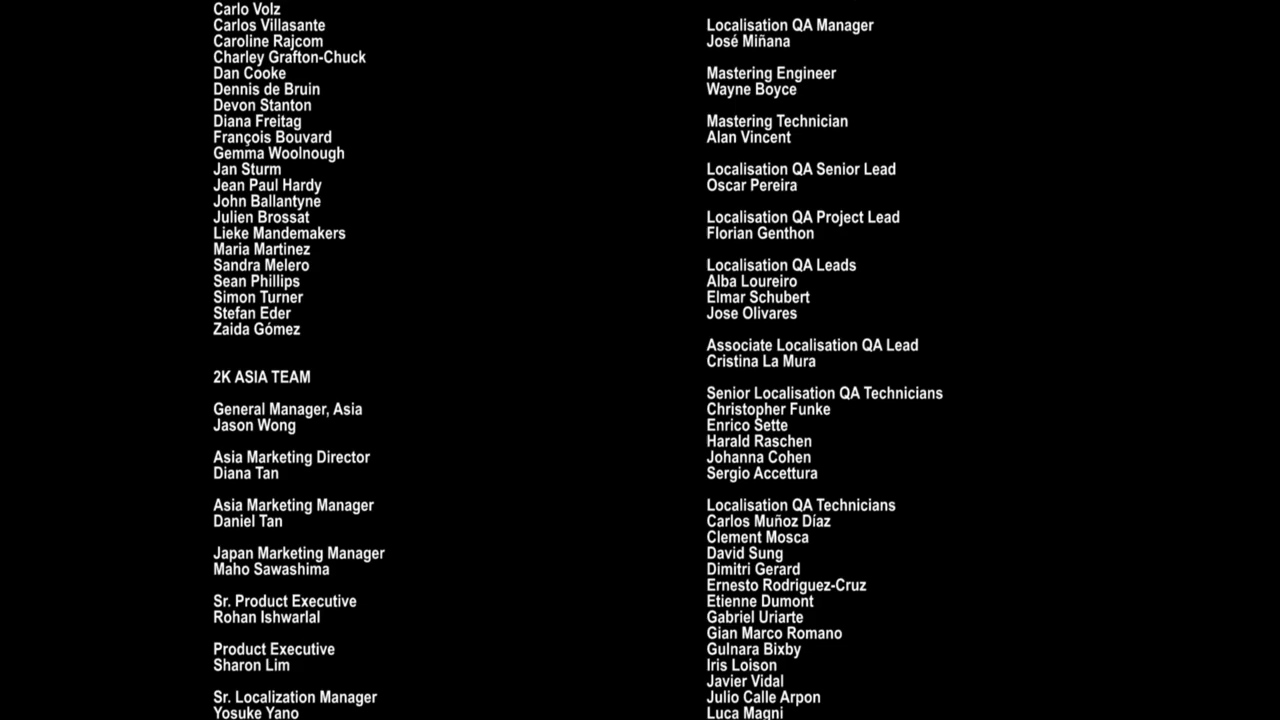 Carlo Volz
Carlos Villasante
Caroline Rajcom
Charley Grafton-Chuck
Dan Cooke
Dennis de Bruin
Devon Stanton
Diana Freitag
François Bouvard
Gemma Woolnough
Jan Sturm
Jean Paul Hardy
John Ballantyne
Julien Brossat
Lieke Mandemakers
Maria Martinez
Sandra Melero
Sean Phillips
Simon Turner
Stefan Eder
Zaida Gómez
2K ASIA TEAM
General Manager, Asia
Jason Wong
Asia Marketing Director
Diana Tan
Asia Marketing Manager
Daniel Tan
Japan Marketing Manager
Maho Sawashima
Sr. Product Executive
Rohan Ishwarlal
Product Executive
Sharon Lim
Sr. Localization Manager
Yosuke Yano
Localisation QA Manager
José Miñana
Mastering Engineer
Wayne Boyce
Mastering Technician
Alan Vincent
Localisation QA Senior Lead
Oscar Pereira
Localisation QA Project Lead
Florian Genthon
Localisation QA Leads
Alba Loureiro
Elmar Schubert
Jose Olivares
Associate Localisation QA Lead
Cristina La Mura
Senior Localisation QA Technicians
Christopher Funke
Enrico Sette
Harald Raschen
Johanna Cohen
Sergio Accettura
Localisation QA Technicians
Carlos Muñoz Díaz
Clement Mosca
David Sung
Dimitri Gerard
Ernesto Rodriguez-Cruz
Etienne Dumont
Gabriel Uriarte
Gian Marco Romano
Gulnara Bixby
Iris Loison
Javier Vidal
Julio Calle Arpon
Luca Magni